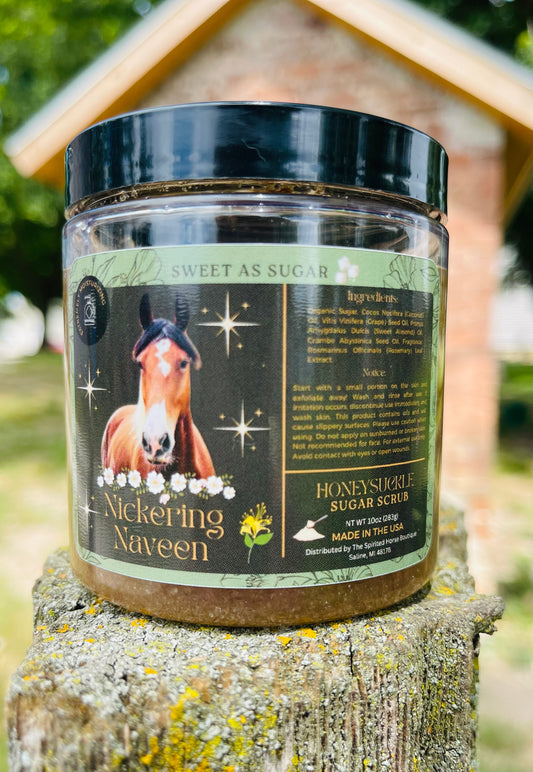 SWEET AS SUGAR
MOISTURIZING
Nickering
Naveen
Ingredients:
Organic Sugar, Cocos Nucifera (Coconut)
Oil, Vitis Vinifera (Grape) Seed Oil, Prunus
Amygdalus Dulcis (Sweet Almond) Oil,
Crambe Abyssinica Seed Oil, Fragrance,
Rosmarinus Officinalis (Rosemary) Leaf
Extract.
Notice:
Start with a small portion on the skin and
exfoliate away! Wash and rinse after use. If
irritation occurs, discontinue use immediately and
wash skin. This product contains oils and will
cause slippery surfaces. Please use caution when
using. Do not apply on sunburned or broken skin.
Not recommended for face. For external use only.
Avoid contact with eyes or open wounds.
HONEYSUCKLE
SUGAR SCRUB
NT WT 10oz (283g)
MADE IN THE USA
Distributed by The Spirited Horse Boutique
Saline, MI 48176